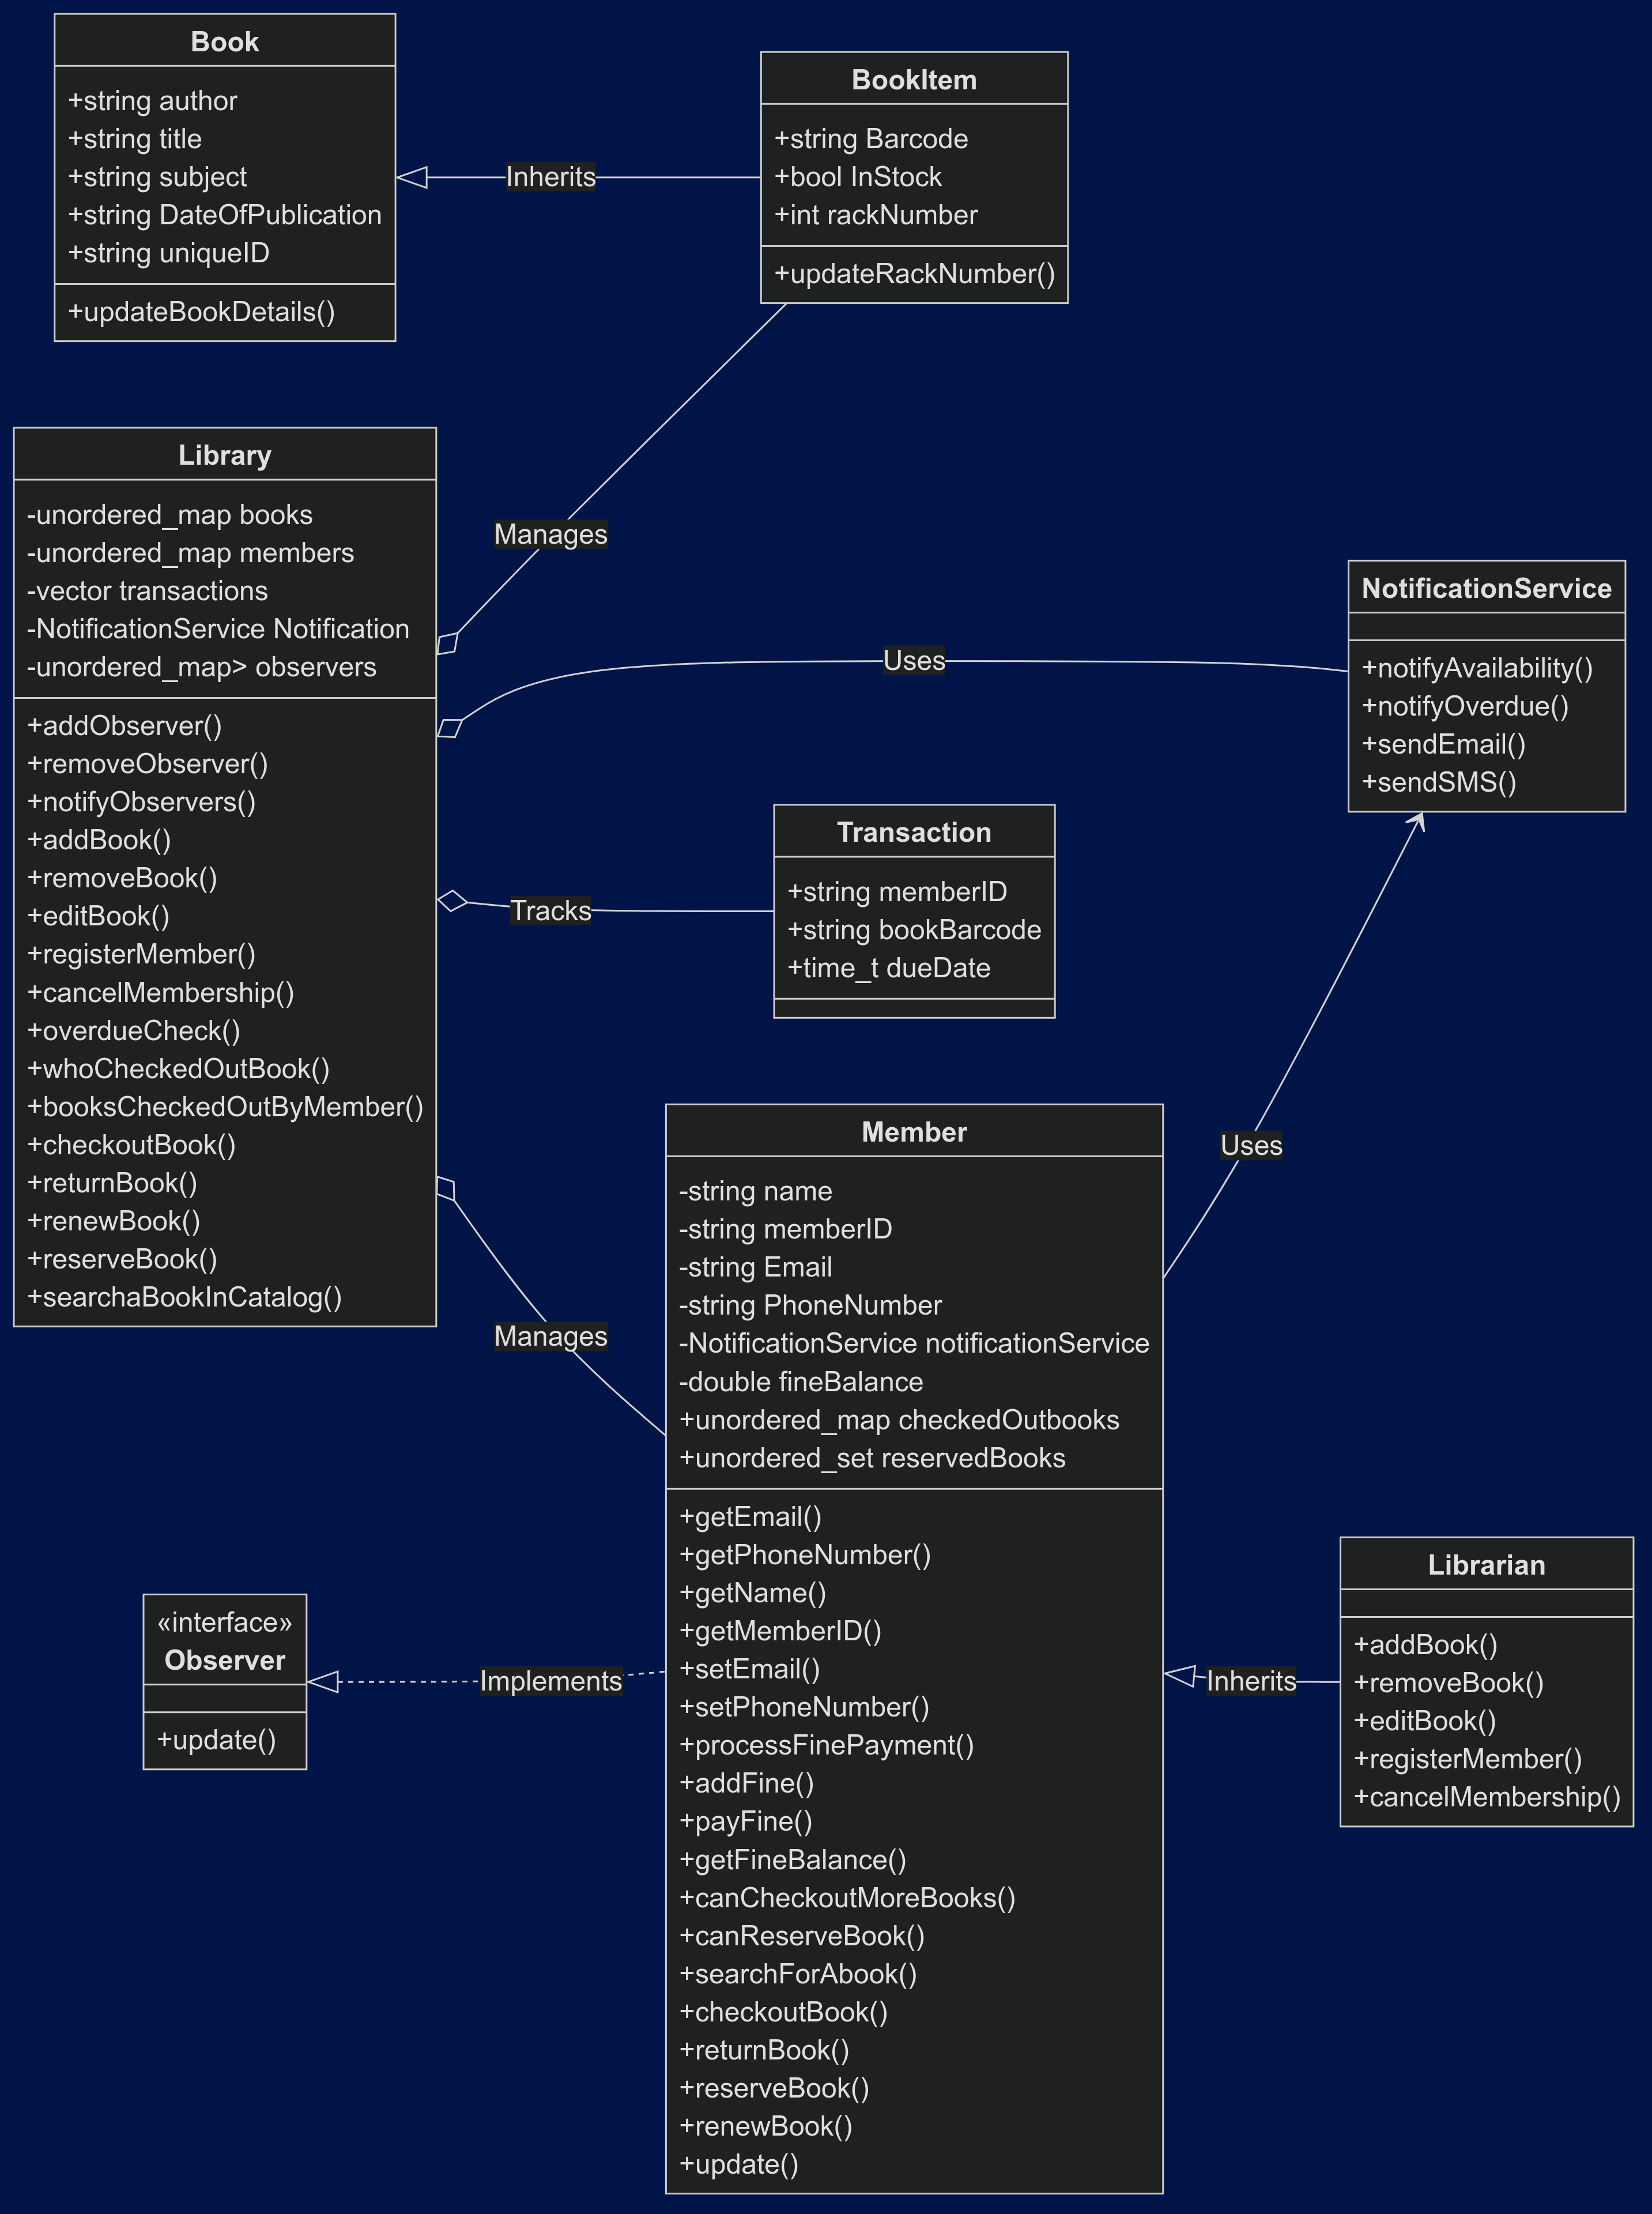 Book
+string author
+string title
+string subject
+string DateOfPublication
+string uniqueID
+updateBookDetails()
Inherits
BookItem
+string Barcode
+bool InStock
+int rackNumber
+updateRackNumber()
Manages
Library
-unordered_map books
-unordered_map members
-vector transactions
-NotificationService Notification
-unordered_map> observers
+addObserver()
+removeObserver()
+notifyObservers()
+addBook()
+removeBook()
+editBook()
+registerMember()
+cancelMembership()
+overdueCheck()
+whoCheckedOutBook()
+booksCheckedOutByMember()
+checkoutBook()
+returnBook()
+renewBook()
+reserveBook()
+searchaBookInCatalog()
Uses
NotificationService
+notifyAvailability()
+notifyOverdue()
+sendEmail()
+sendSMS()
Tracks
Transaction
+string memberID
+string bookBarcode
+time_t dueDate
Uses
Manages
Member
-string name
-string memberID
-string Email
-string PhoneNumber
-NotificationService notificationService
-double fineBalance
+unordered_map checkedOutbooks
+unordered_set reservedBooks
+getEmail()
+getPhoneNumber()
+getName()
+getMemberID()
+setEmail()
+setPhoneNumber()
+processFinePayment()
+addFine()
+payFine()
+getFineBalance()
+canCheckoutMoreBooks()
+canReserveBook()
+searchForAbook()
+checkoutBook()
+returnBook()
+reserveBook()
+renewBook()
+update()
«interface»
Observer
+update()
Implements
Inherits
Librarian
+addBook()
+removeBook()
+editBook()
+registerMember()
+cancelMembership()